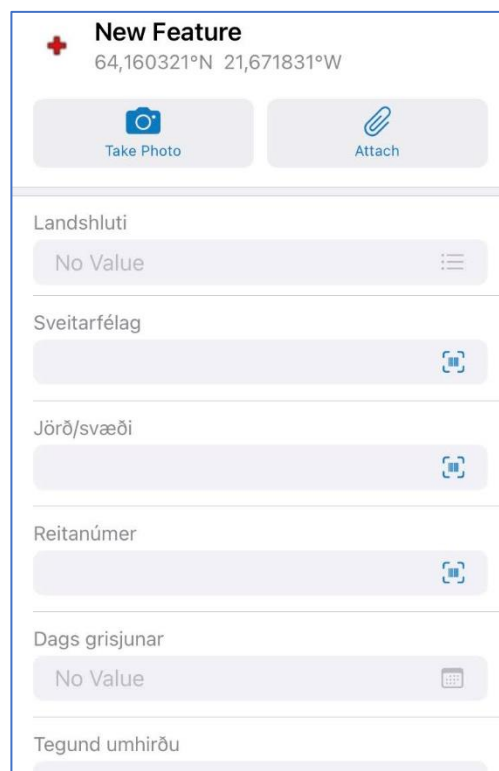 New Feature
64,160321°N 21,671831°W
Take Photo
Attach
Landshluti
No Value
Sveitarfélag
Jörð/svæði
Reitanúmer
Dags grisjunar
No Value
Tegund umhirðu